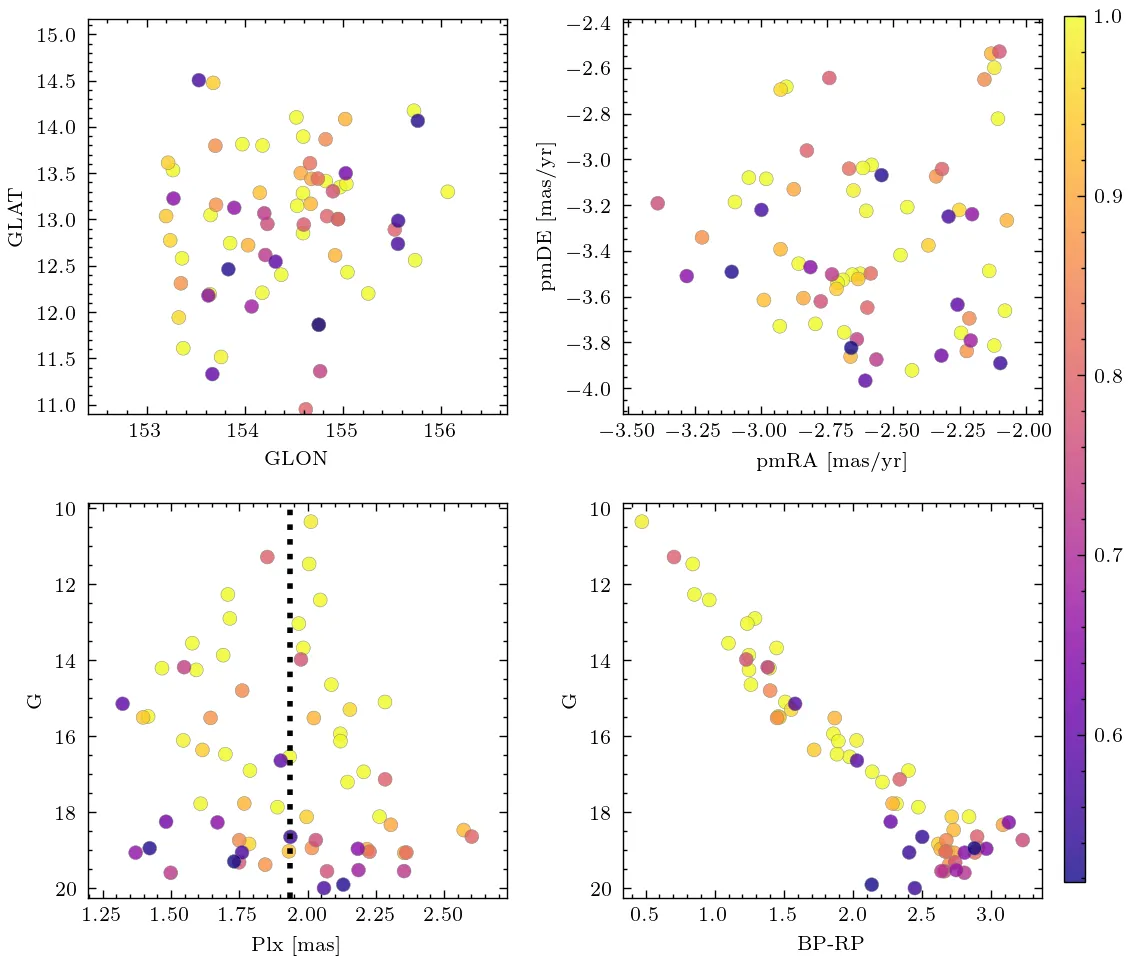 15.0
14.5
14.0
13.5
13.0
12.5
12.0
11.5
11.0
GLAT
153 154 155 156
GLON
−2.4
−2.6
−2.8
−3.0
−3.2
−3.4
−3.6
−3.8
−4.0
pmDE [mas/yr]
−3.50 −3.25 −3.00 −2.75 −2.50 −2.25 −2.00
pmRA [mas/yr]
1.0
0.9
0.8
0.7
0.6
10
12
14
16
18
20
G
1.25 1.50 1.75 2.00 2.25 2.50
Plx [mas]
10
12
14
16
18
20
G
0.5 1.0 1.5 2.0 2.5 3.0
BP-RP